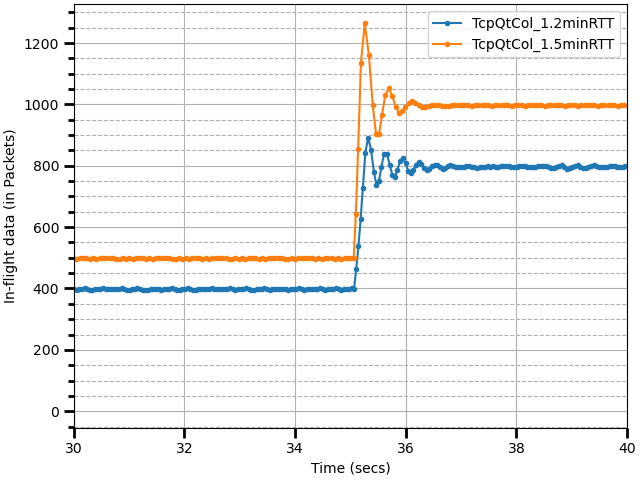 TcpQtCol_1.2minRTT
TcpQtCol_1.5minRTT
1200
1000
800
600
400
200
0
In-flight data (in Packets)
30 32 34 36 38 40
Time (secs)